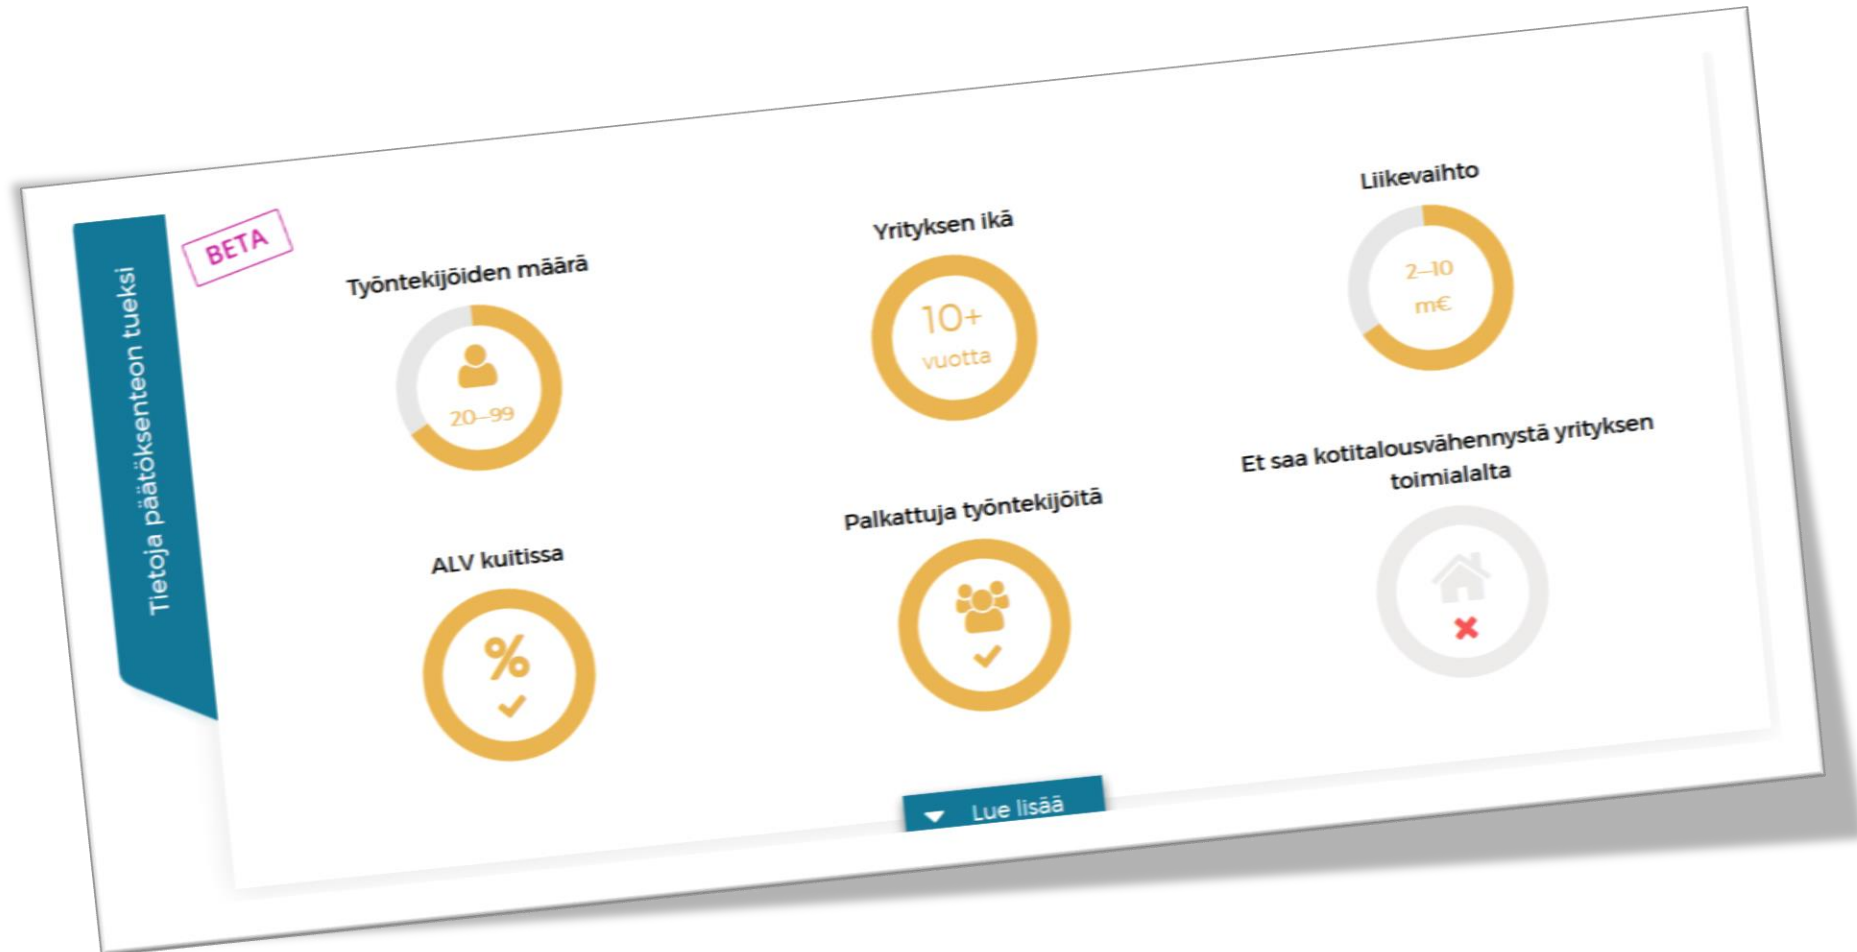 Tietoja päätöksenteon tueksi
BETA
Työntekijöiden määrä
20–99
Yrityksen ikä
10+
vuotta
Liikevaihto
2–10
m€
ALV kuitissa
%
Palkattuja työntekijöitä
Et saa kotitalousvähennystä yrityksen
toimialalta
Lue lisää